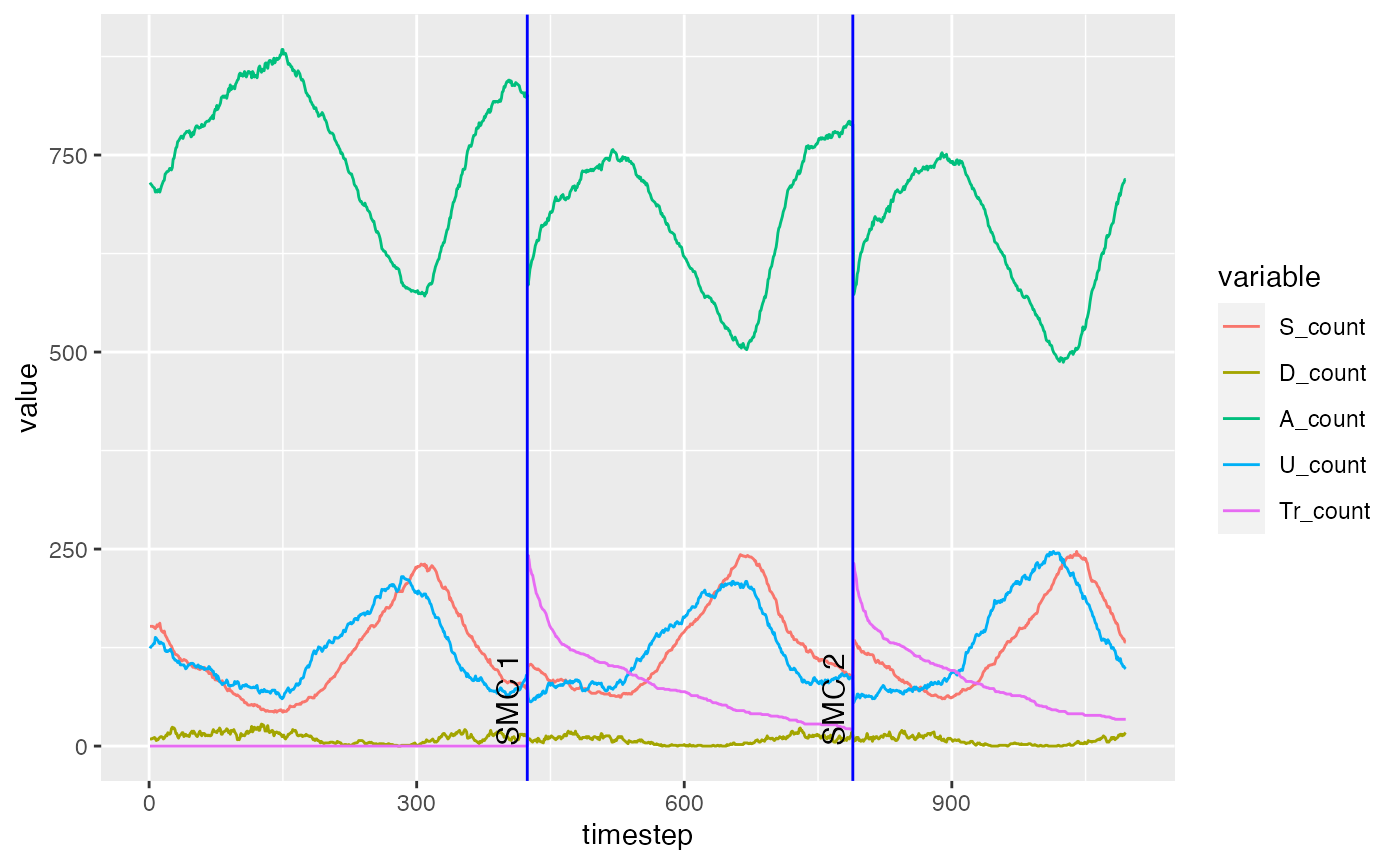 750
500
250
0
value
SMC 1
SMC 2
0 300 600 900
timestep
variable
S_count
D_count
A_count
U_count
Tr_count